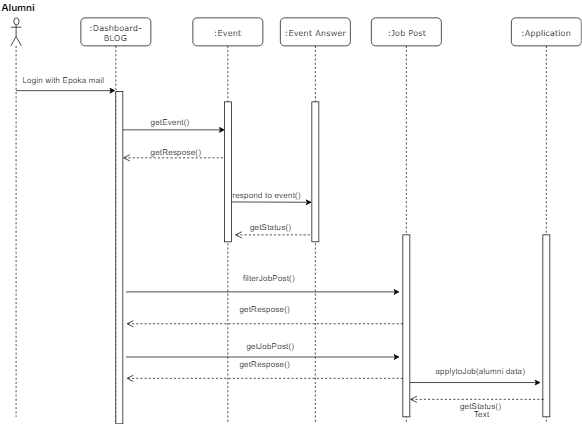 Alumni
:Dashboard-
BLOG
:Event
:Event Answer
:Job Post
:Application
Login with Epoka mail
getEvent()
getRespose()
respond to event()
getStatus()
filterJobPost()
getRespose()
getJobPost()
getRespose()
applytoJob(alumni data)
getStatus()
Text